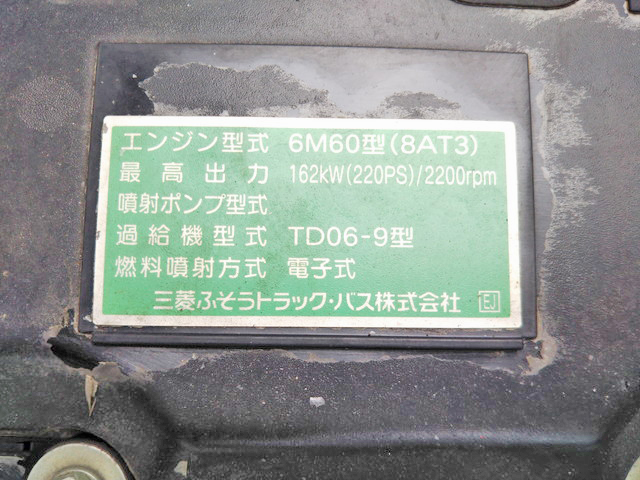 エンジン型式 6M60型(8AT3)
最高出力 162kW(220PS)/2200rpm
噴射ポンプ型式
過給機型式 TD06-9型
燃料噴射方式 電子式
三菱ふそうトラック・バス株式会社 EJ